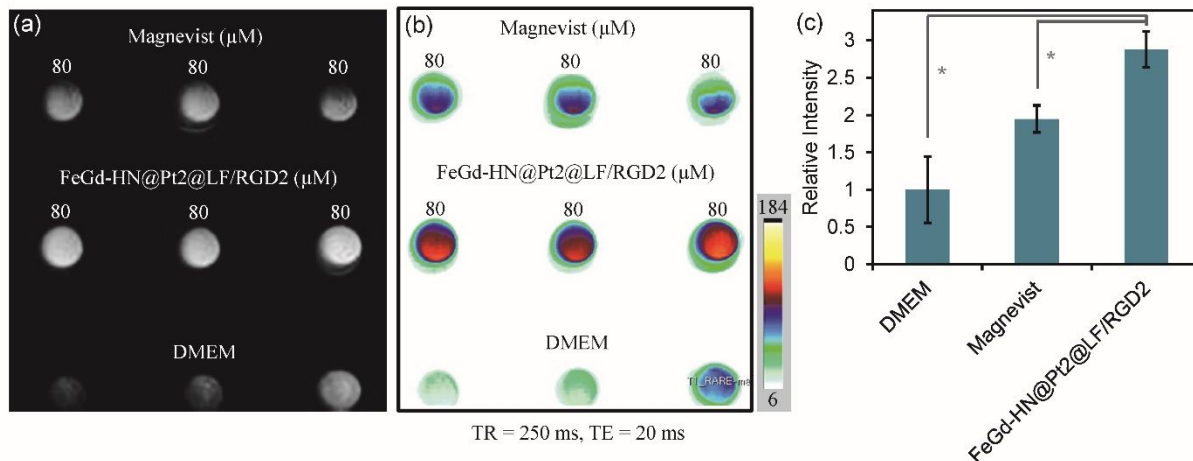 (a)
Magnevist (µM)
80 80 80
FeGd-HN@Pt2@LF/RGD2 (µM)
80 80 80
DMEM
(b)
Magnevist (µM)
80 80 80
FeGd-HN@Pt2@LF/RGD2 (µM)
80 80 80
184
6
DMEM
T1_RARE-me
TR = 250 ms, TE = 20 ms
(c)
Relative Intensity
3
2.5
2
1.5
1
0.5
0
*
*
DMEM
Magnevist
FeGd-HN@Pt2@LF/RGD2